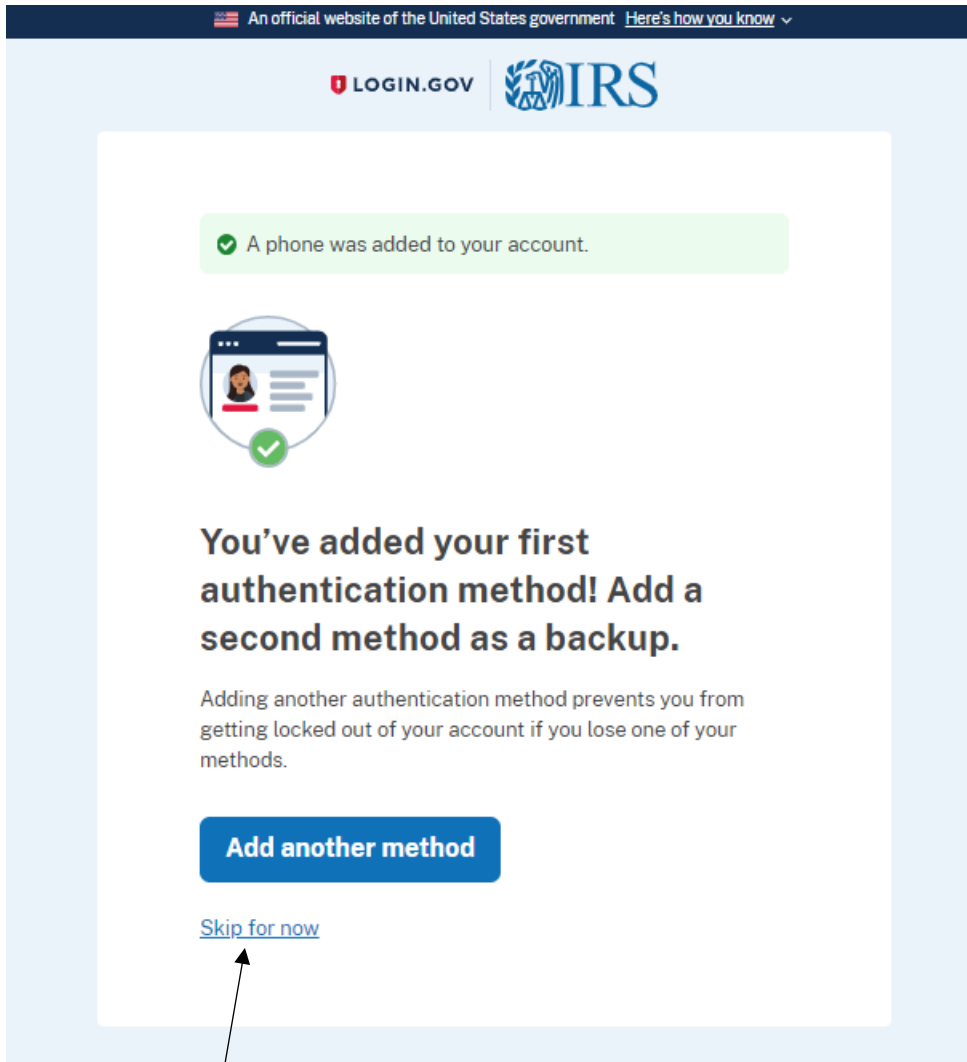 An official website of the United States government Here's how you know
LOGIN.GOV IRS
A phone was added to your account.
You've added your first
authentication method! Add a
second method as a backup.
Adding another authentication method prevents you from
getting locked out of your account if you lose one of your
methods.
Add another method
Skip for now